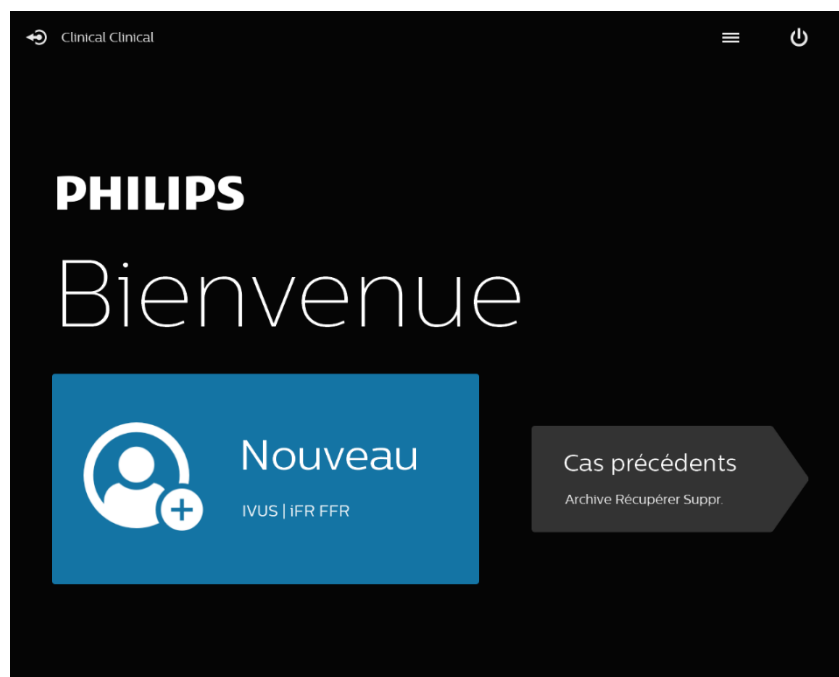 Clinical Clinical
PHILIPS
Bienvenue
Nouveau
IVUS | iFR FFR
Cas précédents
Archive Récupérer Suppr.